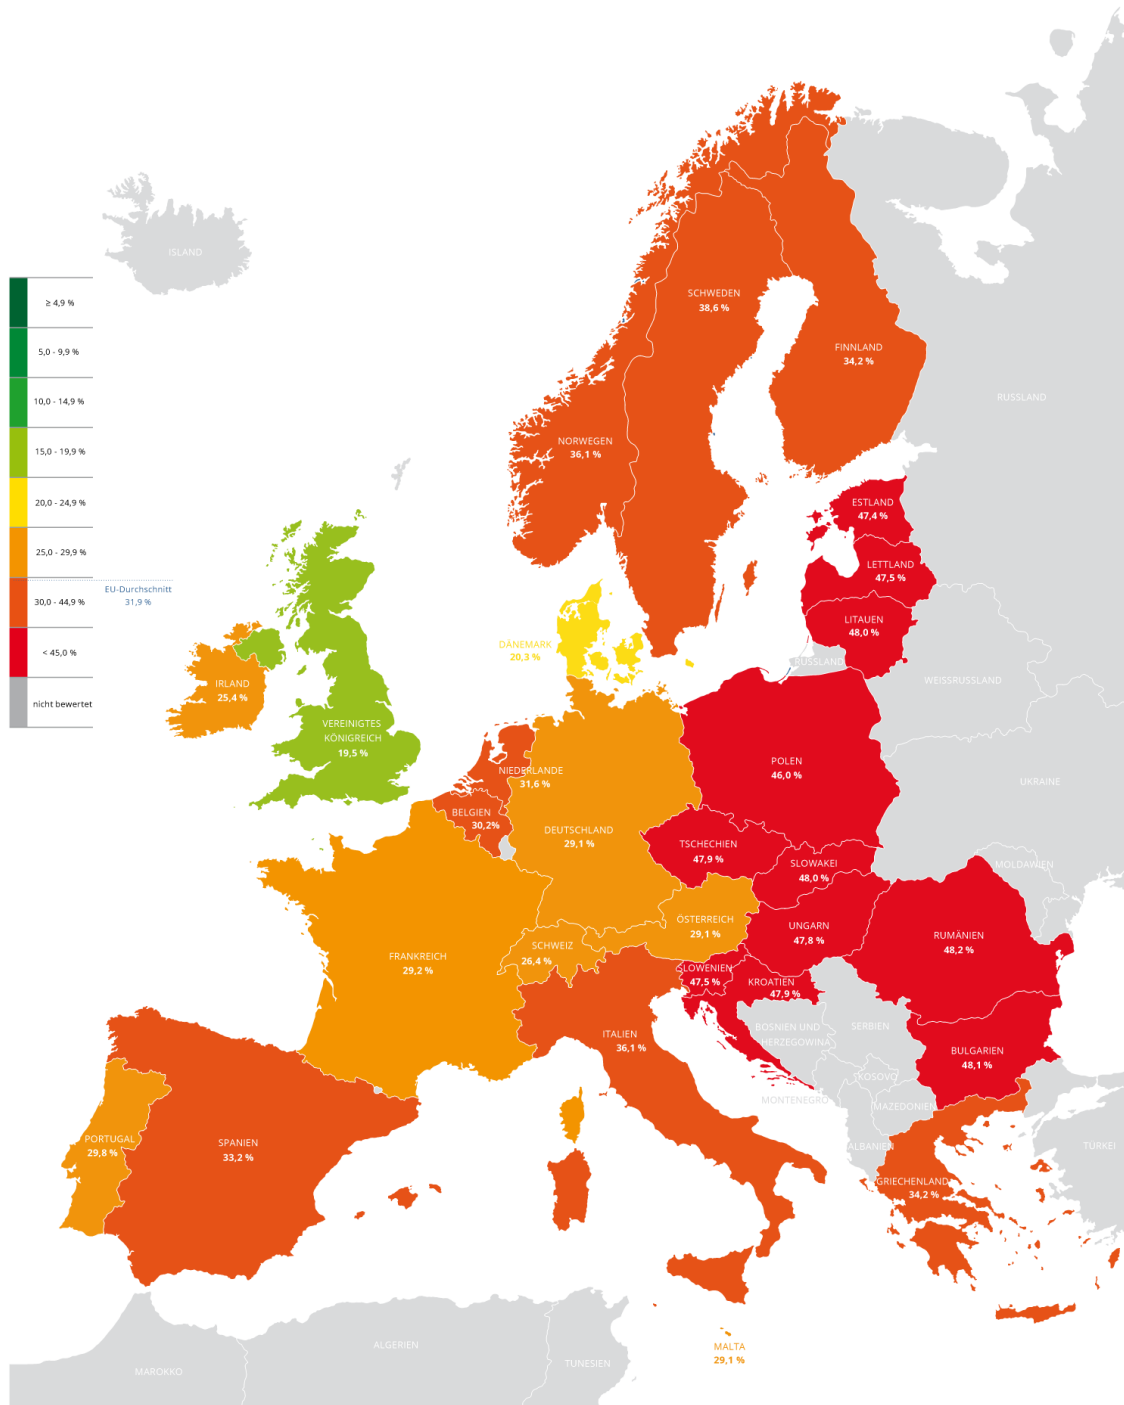 ISLAND
≥ 4,9 %
5,0 - 9,9 %
10,0 - 14,9 %
15,0 - 19,9 %
20,0 - 24,9 %
25,0 - 29,9 %
30,0 - 44,9 %
< 45,0 %
nicht bewertet
EU-Durchschnitt
31,9 %
SCHWEDEN
38,6 %
FINNLAND
34,2 %
RUSSLAND
NORWEGEN
36,1 %
ESTLAND
47,4 %
LETTLAND
47,5 %
LITAUEN
48,0 %
RUSSLAND
WEISSRUSSLAND
DÄNEMARK
20,3 %
IRLAND
25,4 %
VEREINIGTES
KÖNIGREICH
19,5 %
NIEDERLANDE
31,6 %
BELGIEN
30,2%
DEUTSCHLAND
29,1 %
POLEN
46,0 %
UKRAINE
TSCHECHIEN
47,9 %
SLOWAKEI
48,0 %
MOLDAWIEN
ÖSTERREICH
29,1 %
UNGARN
47,8 %
RUMÄNIEN
48,2 %
SCHWEIZ
26,4 %
FRANKREICH
29,2 %
SLOWENIEN
47,5 %
KROATIEN
47,9 %
ITALIEN
36,1 %
BOSNIEN UND
HERZEGOWINA
SERBIEN
BULGARIEN
48,1 %
KOSOVO
MONTENEGRO
MAZEDONIEN
ALBANIEN
TÜRKEI
GRIECHENLAND
34,2 %
PORTUGAL
29,8 %
SPANIEN
33,2 %
MALTA
29,1 %
MAROKKO
ALGERIEN
TUNESIEN